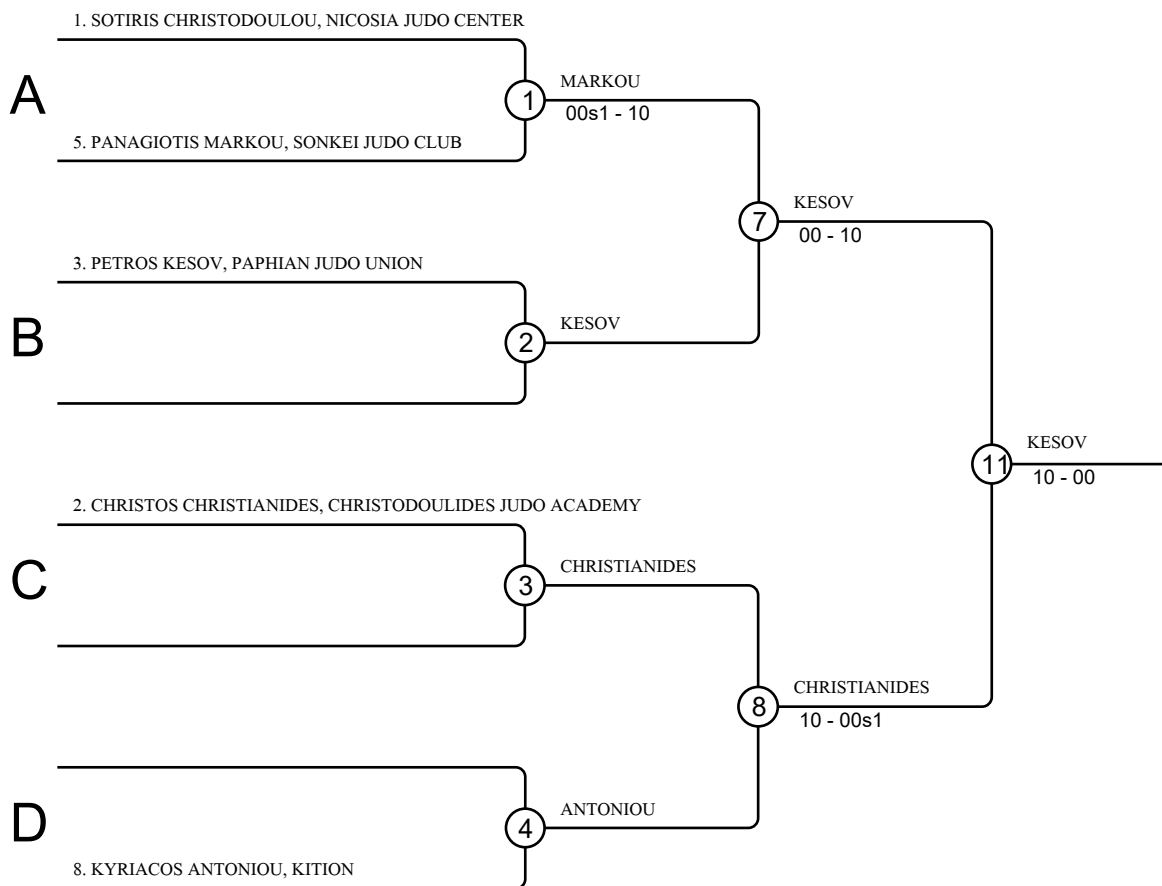 1. SOTIRIS CHRISTODOULOU, NICOSIA JUDO CENTER
A
1
MARKOU
00s1 - 10
5. PANAGIOTIS MARKOU, SONKEI JUDO CLUB
7
KESOV
00 - 10
3. PETROS KESOV, PAPHIAN JUDO UNION
B
2
KESOV
11
KESOV
10 - 00
2. CHRISTOS CHRISTIANIDES, CHRISTODOULIDES JUDO ACADEMY
C
3
CHRISTIANIDES
8
CHRISTIANIDES
10 - 00s1
D
4
ANTONIOU
8. KYRIACOS ANTONIOU, KITION